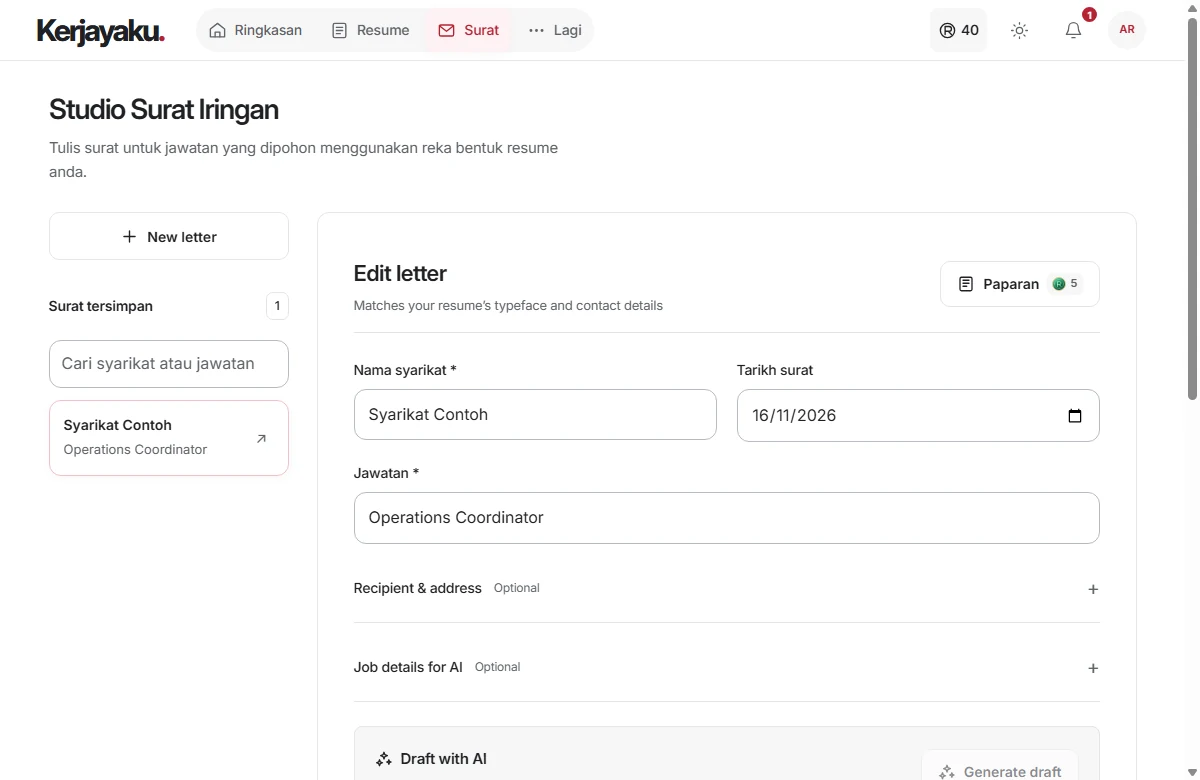 Kerjayaku.
Ringkasan
Resume
Surat
Lagi
40
1
AR
Studio Surat Iringan
Tulis surat untuk jawatan yang dipohon menggunakan reka bentuk resume
anda.
New letter
Surat tersimpan
1
Cari syarikat atau jawatan
Syarikat Contoh
Operations Coordinator
Edit letter
Matches your resume's typeface and contact details
Paparan
5
Nama syarikat *
Syarikat Contoh
Tarikh surat
16/11/2026
Jawatan *
Operations Coordinator
Recipient & address Optional
Job details for AI Optional
Draft with AI
Generate draft